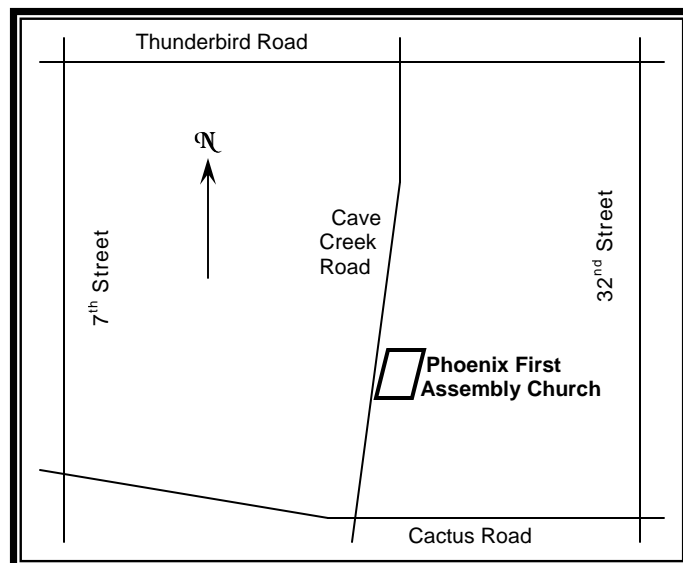 Thunderbird Road
N
Cave
Creek
Road
7th Street
32nd Street
Phoenix First
Assembly Church
Cactus Road